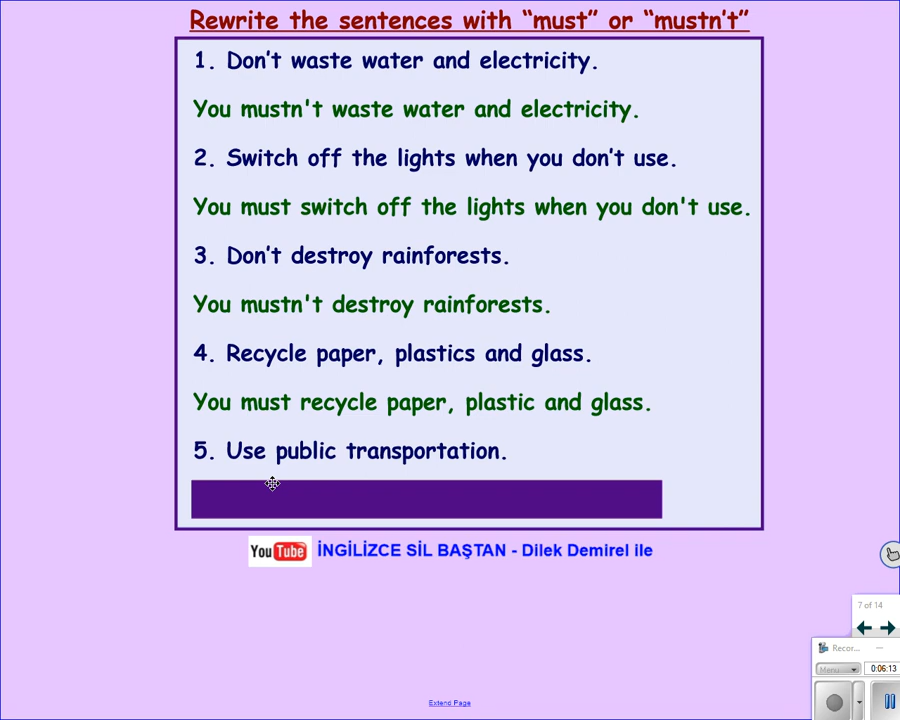 Rewrite the sentences with “must” or “mustn’t”
1. Don’t waste water and electricity.
You mustn't waste water and electricity.
2. Switch off the lights when you don’t use.
You must switch off the lights when you don't use.
3. Don’t destroy rainforests.
You mustn't destroy rainforests.
4. Recycle paper, plastics and glass.
You must recycle paper, plastic and glass.
5. Use public transportation.
You Tube İNGİLİZCE SİL BAŞTAN - Dilek Demirel ile
7 of 14
Recor...
Menu 0:06:13
Extend Page